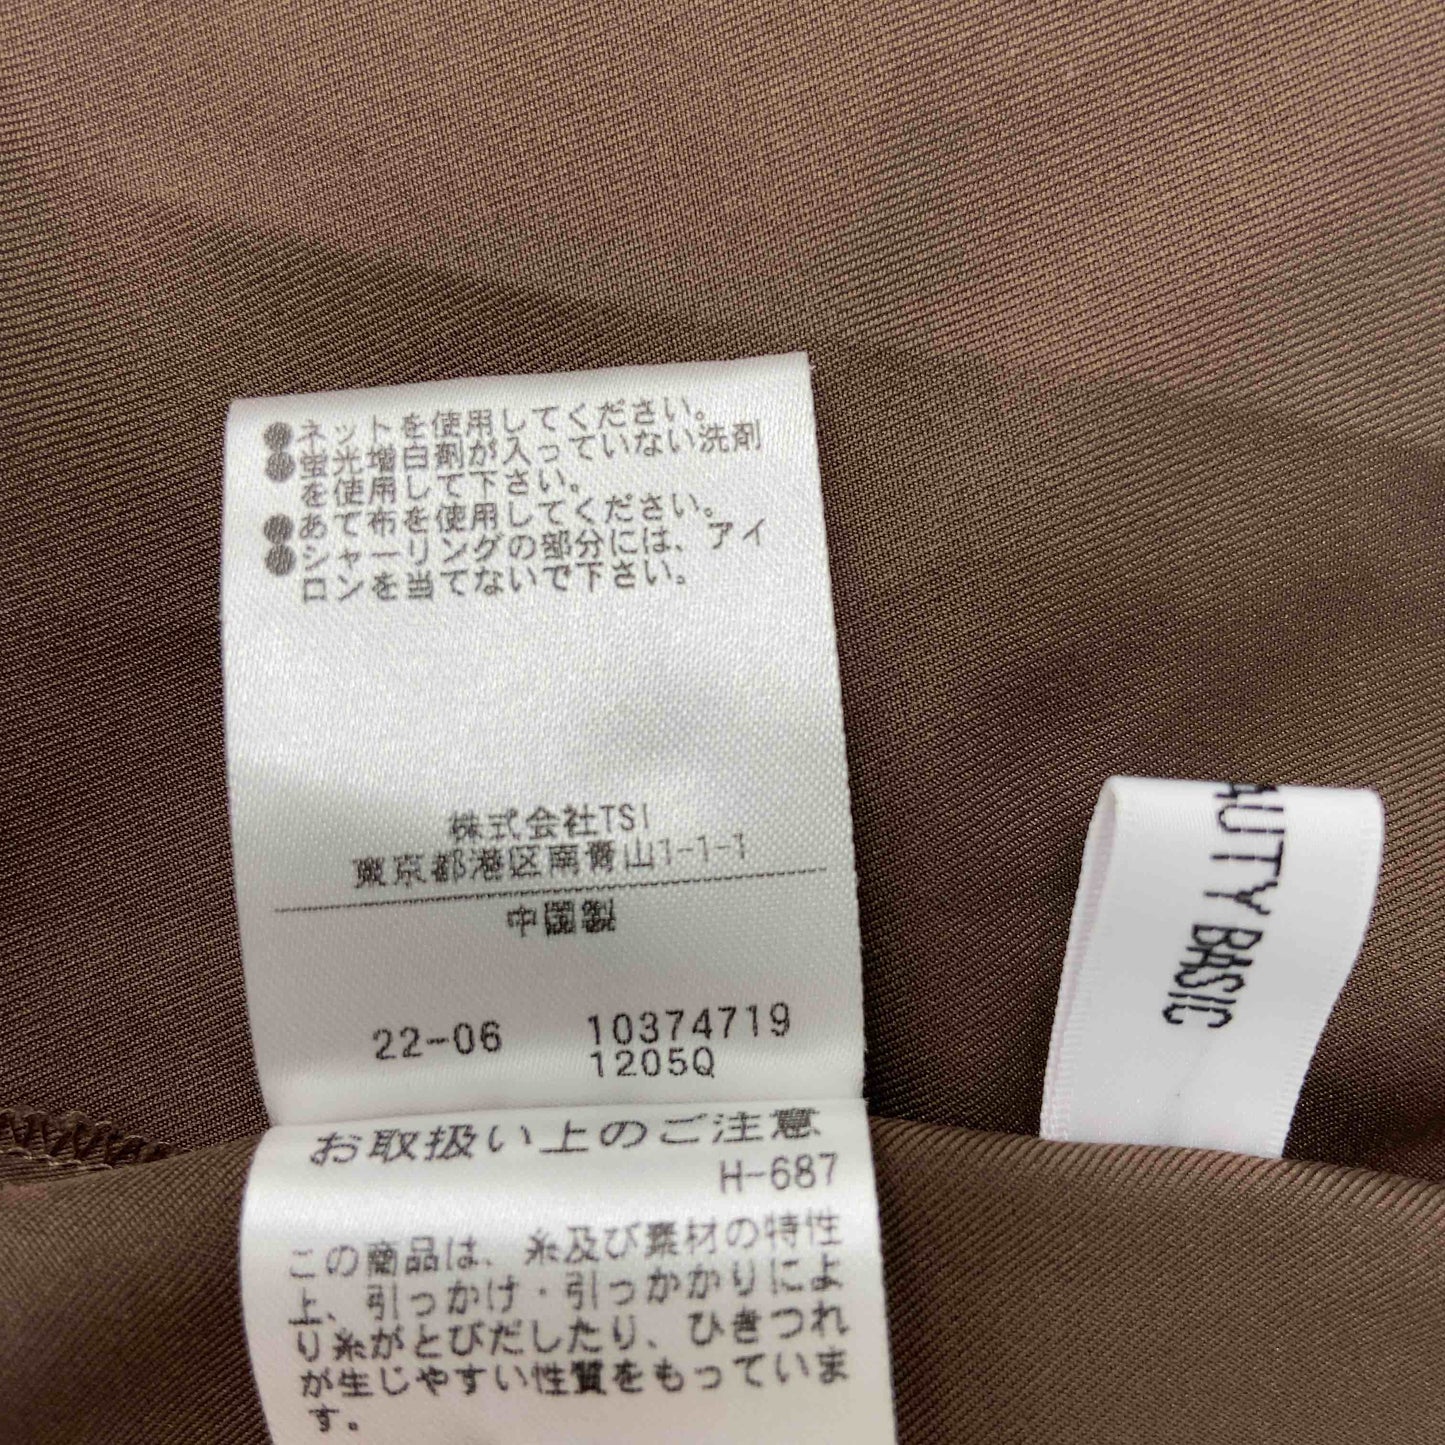 ●ネットを使用してください。
●蛍光増白剤が入っていない洗剤
を使用して下さい。
●あて布を使用してください。
●シャーリングの部分には、アイ
ロンを当てないで下さい。
株式会社TSI
東京都港区南青山1-1-1
中国製
22-06 10374719
1205Q
お取扱い上のご注意
H-687
この商品は、糸及び素材の特性
上、引っかけ・引っかかりによ
り糸がとびだしたり、ひきつれ
が生じやすい性質をもっていま
す。
AUTY BASIC